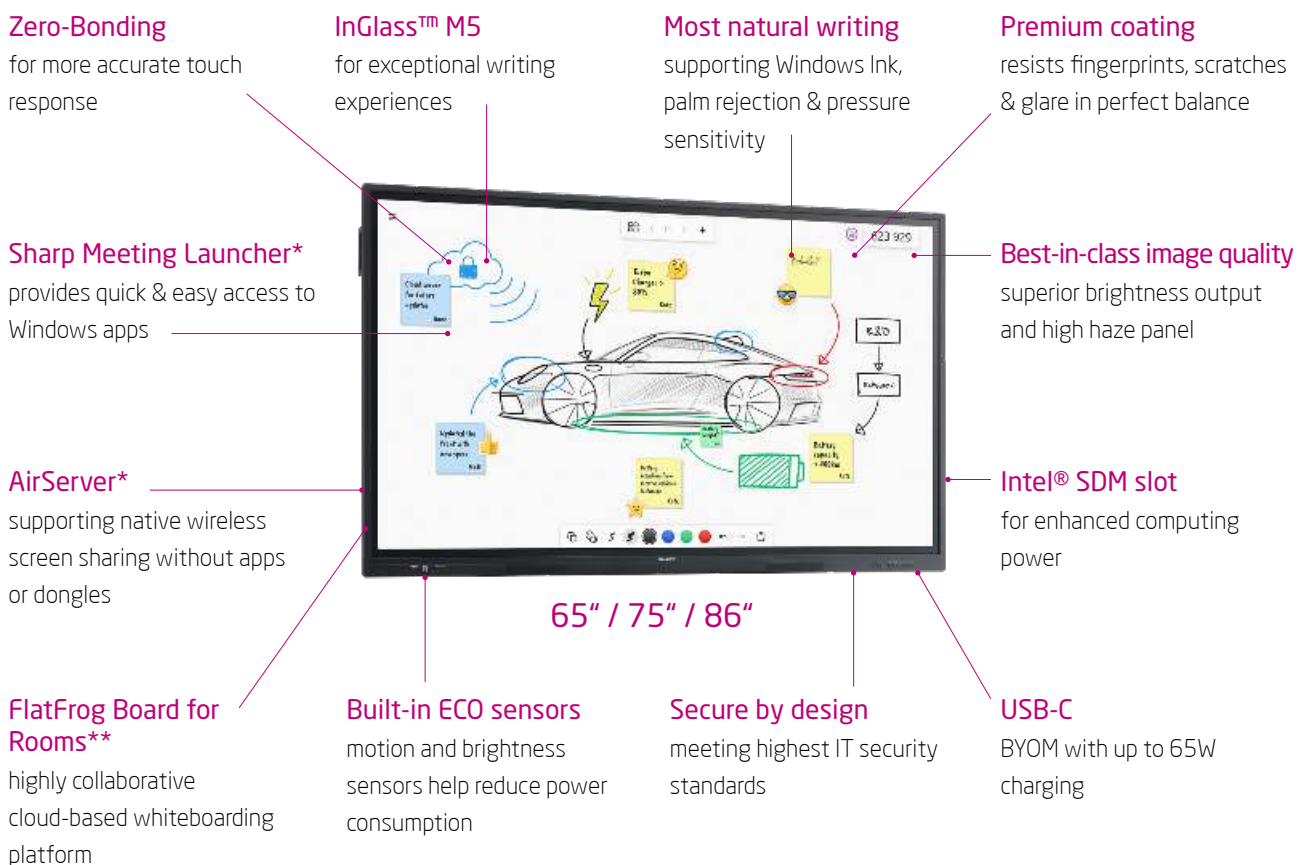 Zero-Bonding
for more accurate touch
response
InGlass™ M5
for exceptional writing
experiences
Most natural writing
supporting Windows Ink,
palm rejection & pressure
sensitivity
Premium coating
resists fingerprints, scratches
& glare in perfect balance
Sharp Meeting Launcher*
provides quick & easy access to
Windows apps
623 929
Best-in-class image quality
superior brightness output
and high haze panel
AirServer*
supporting native wireless
screen sharing without apps
or dongles
Intel® SDM slot
for enhanced computing
power
65“ / 75“ / 86“
FlatFrog Board for
Rooms**
highly collaborative
cloud-based whiteboarding
platform
Built-in ECO sensors
motion and brightness
sensors help reduce power
consumption
Secure by design
meeting highest IT security
standards
USB-C
BYOM with up to 65W
charging